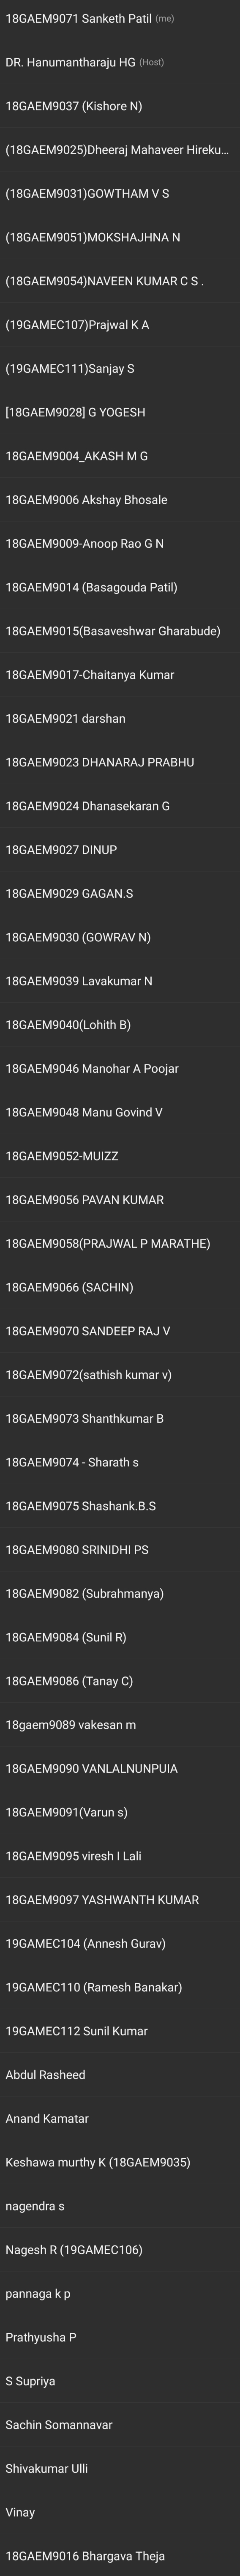 18GAEM9071 Sanketh Patil (me)
DR. Hanumantharaju HG (Host)
18GAEM9037 (Kishore N)
(18GAEM9025)Dheeraj Mahaveer Hireku...
(18GAEM9031)GOWTHAM V S
(18GAEM9051)MOKSHAJHNA N
(18GAEM9054)NAVEEN KUMAR C S .
(19GAMEC107)Prajwal K A
(19GAMEC111)Sanjay S
[18GAEM9028] G YOGESH
18GAEM9004_AKASH M G
18GAEM9006 Akshay Bhosale
18GAEM9009-Anoop Rao G N
18GAEM9014 (Basagouda Patil)
18GAEM9015(Basaveshwar Gharabude)
18GAEM9017-Chaitanya Kumar
18GAEM9021 darshan
18GAEM9023 DHANARAJ PRABHU
18GAEM9024 Dhanasekaran G
18GAEM9027 DINUP
18GAEM9029 GAGAN.S
18GAEM9030 (GOWRAV N)
18GAEM9039 Lavakumar N
18GAEM9040(Lohith B)
18GAEM9046 Manohar A Poojar
18GAEM9048 Manu Govind V
18GAEM9052-MUIZZ
18GAEM9056 PAVAN KUMAR
18GAEM9058(PRAJWAL P MARATHE)
18GAEM9066 (SACHIN)
18GAEM9070 SANDEEP RAJ V
18GAEM9072(sathish kumar v)
18GAEM9073 Shanthkumar B
18GAEM9074 - Sharath s
18GAEM9075 Shashank.B.S
18GAEM9080 SRINIDHI PS
18GAEM9082 (Subrahmanya)
18GAEM9084 (Sunil R)
18GAEM9086 (Tanay C)
18gaem9089 vakesan m
18GAEM9090 VANLALNUNPUIA
18GAEM9091(Varun s)
18GAEM9095 viresh I Lali
18GAEM9097 YASHWANTH KUMAR
19GAMEC104 (Annesh Gurav)
19GAMEC110 (Ramesh Banakar)
19GAMEC112 Sunil Kumar
Abdul Rasheed
Anand Kamatar
Keshawa murthy K (18GAEM9035)
nagendra s
Nagesh R (19GAMEC106)
pannaga k p
Prathyusha P
S Supriya
Sachin Somannavar
Shivakumar Ulli
Vinay
18GAEM9016 Bhargava Theja